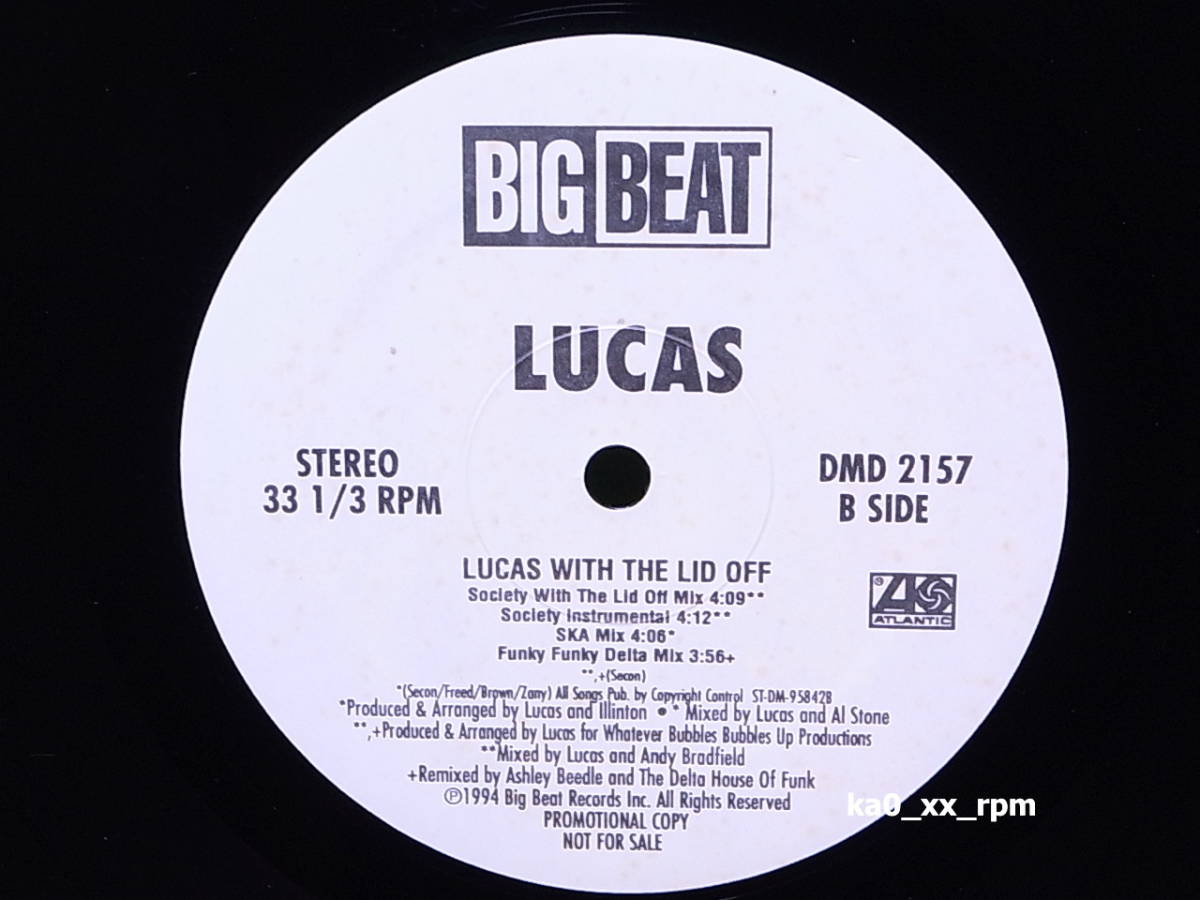 BIG BEAT
LUCAS
STEREO
33 1/3 RPM
DMD 2157
B SIDE
LUCAS WITH THE LID OFF
Society With The Lid Off Mix 4:09**
Society Instrumental 4:12**
SKA Mix 4:06*
Funky Funky Delta Mix 3:56+
ATLANTIC
**,+(Secon)
*(Secon/Freed/Brown/Zany) All Songs Pub. by Copyright Control ST-DM-95842B
*Produced & Arranged by Lucas and Illinton • * Mixed by Lucas and Al Stone
**,+Produced & Arranged by Lucas for Whatever Bubbles Bubbles Up Productions
**Mixed by Lucas and Andy Bradfield
+Remixed by Ashley Beedle and The Delta House Of Funk
℗1994 Big Beat Records Inc. All Rights Reserved
PROMOTIONAL COPY
NOT FOR SALE
ka0_xx_rpm